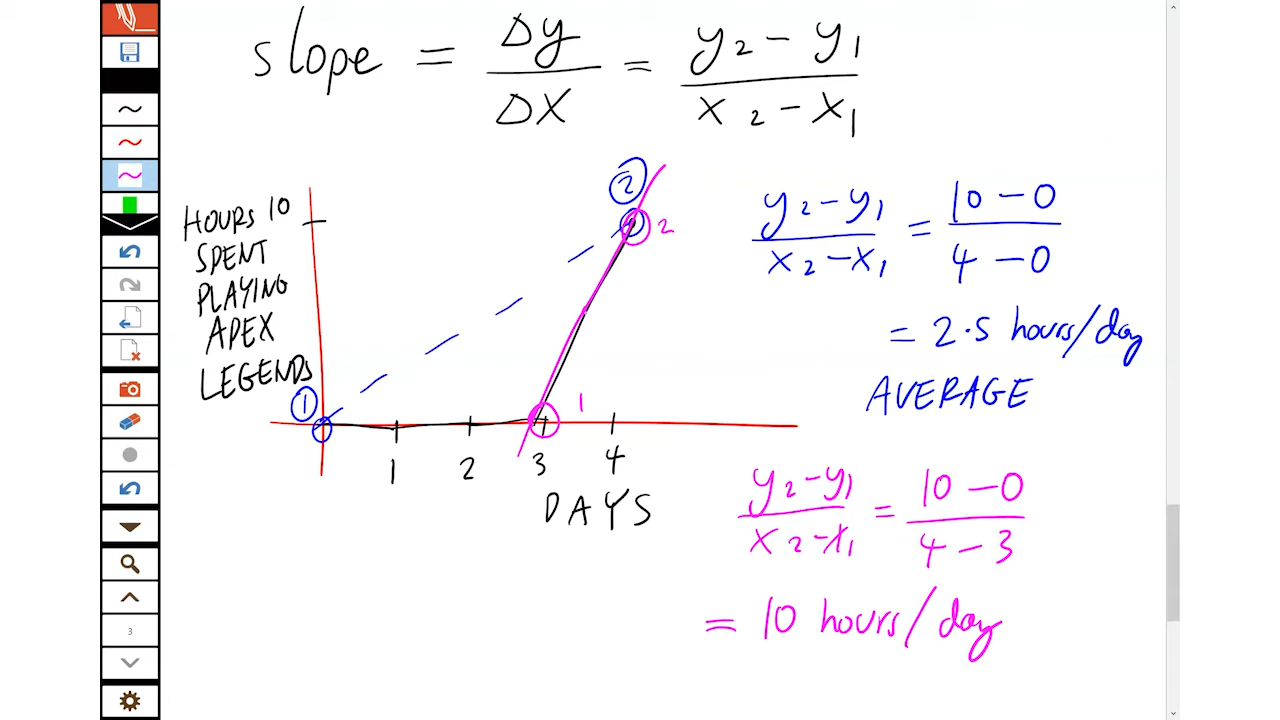 slope = Δy/Δx = y2 - y1 / x2 - x1
HOURS 10
SPENT
PLAYING
APEX
LEGENDS
1
2
1
2
1 2 3 4
DAYS
y2 - y1 / x2 - x1 = 10 - 0 / 4 - 0
= 2.5 hours/day
AVERAGE
y2 - y1 / x2 - x1 = 10 - 0 / 4 - 3
= 10 hours/day
3